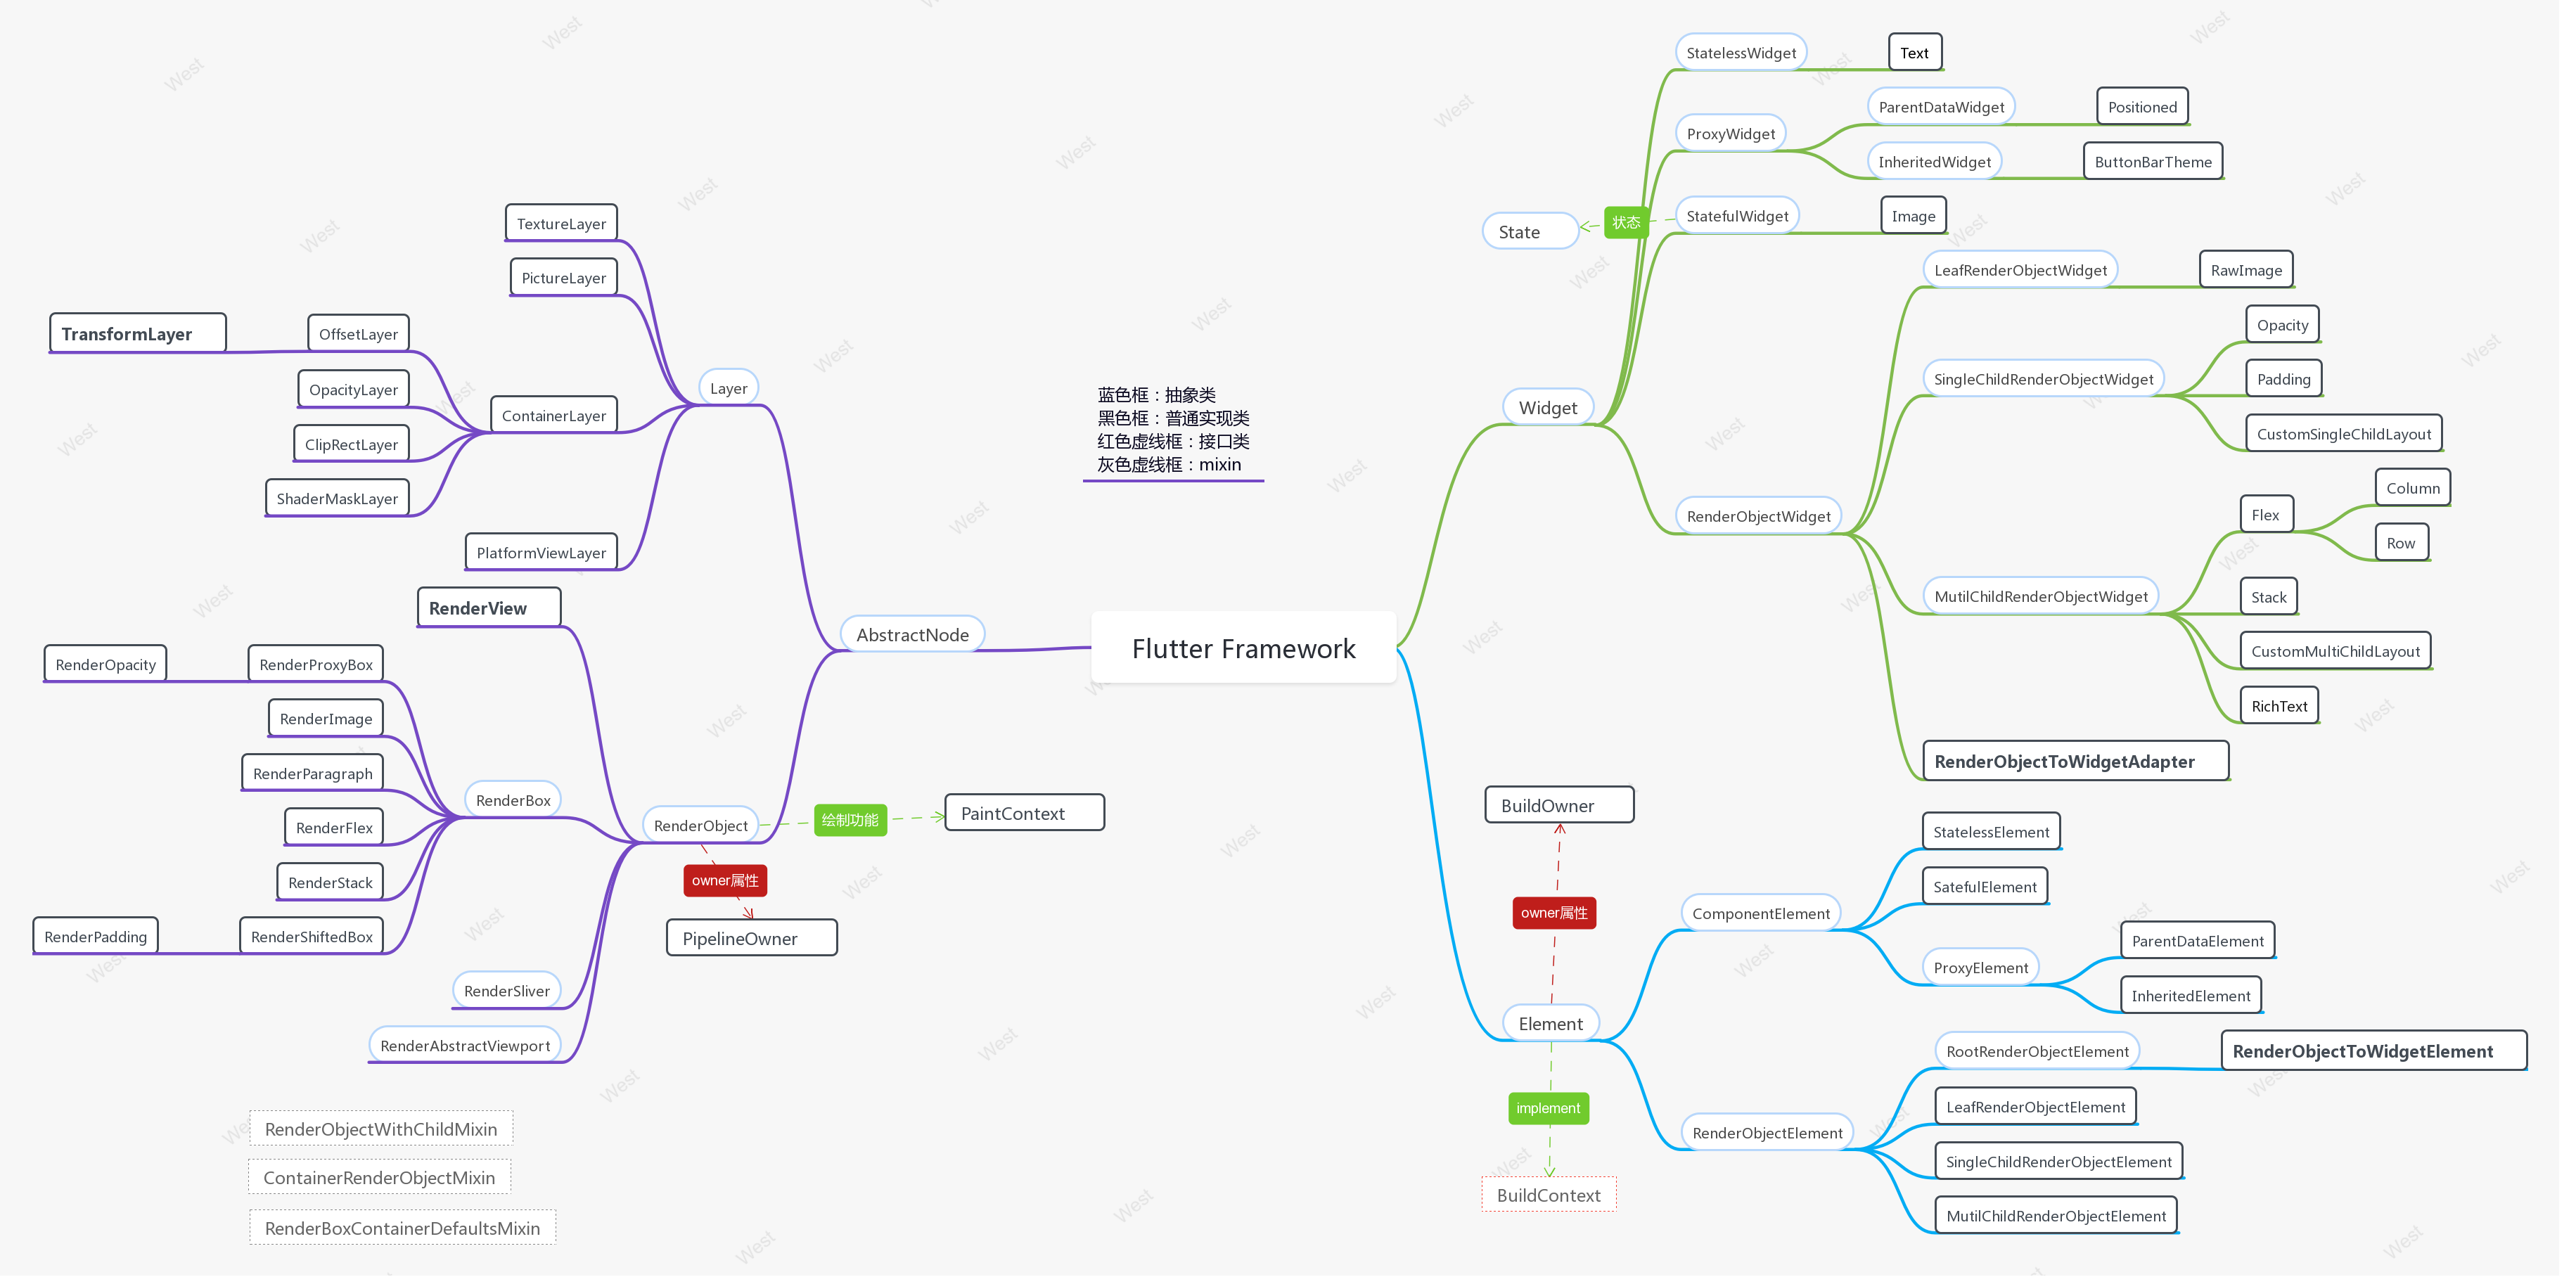 StatelessWidget
Text
ProxyWidget
ParentDataWidget
Positioned
InheritedWidget
ButtonBarTheme
State
状态
StatefulWidget
Image
LeafRenderObjectWidget
RawImage
SingleChildRenderObjectWidget
Opacity
Padding
CustomSingleChildLayout
Widget
RenderObjectWidget
MutilChildRenderObjectWidget
Flex
Column
Row
Stack
CustomMultiChildLayout
RichText
RenderObjectToWidgetAdapter
TextureLayer
PictureLayer
TransformLayer
OffsetLayer
OpacityLayer
ClipRectLayer
ShaderMaskLayer
ContainerLayer
Layer
PlatformViewLayer
蓝色框：抽象类
黑色框：普通实现类
红色虚线框：接口类
灰色虚线框：mixin
RenderView
AbstractNode
Flutter Framework
RenderOpacity
RenderProxyBox
RenderImage
RenderParagraph
RenderFlex
RenderStack
RenderPadding
RenderShiftedBox
RenderBox
RenderObject
绘制功能
PaintContext
owner属性
PipelineOwner
RenderSliver
RenderAbstractViewport
RenderObjectWithChildMixin
ContainerRenderObjectMixin
RenderBoxContainerDefaultsMixin
BuildOwner
owner属性
Element
implement
BuildContext
ComponentElement
StatelessElement
SatefulElement
ProxyElement
ParentDataElement
InheritedElement
RenderObjectElement
RootRenderObjectElement
RenderObjectToWidgetElement
LeafRenderObjectElement
SingleChildRenderObjectElement
MutilChildRenderObjectElement
West